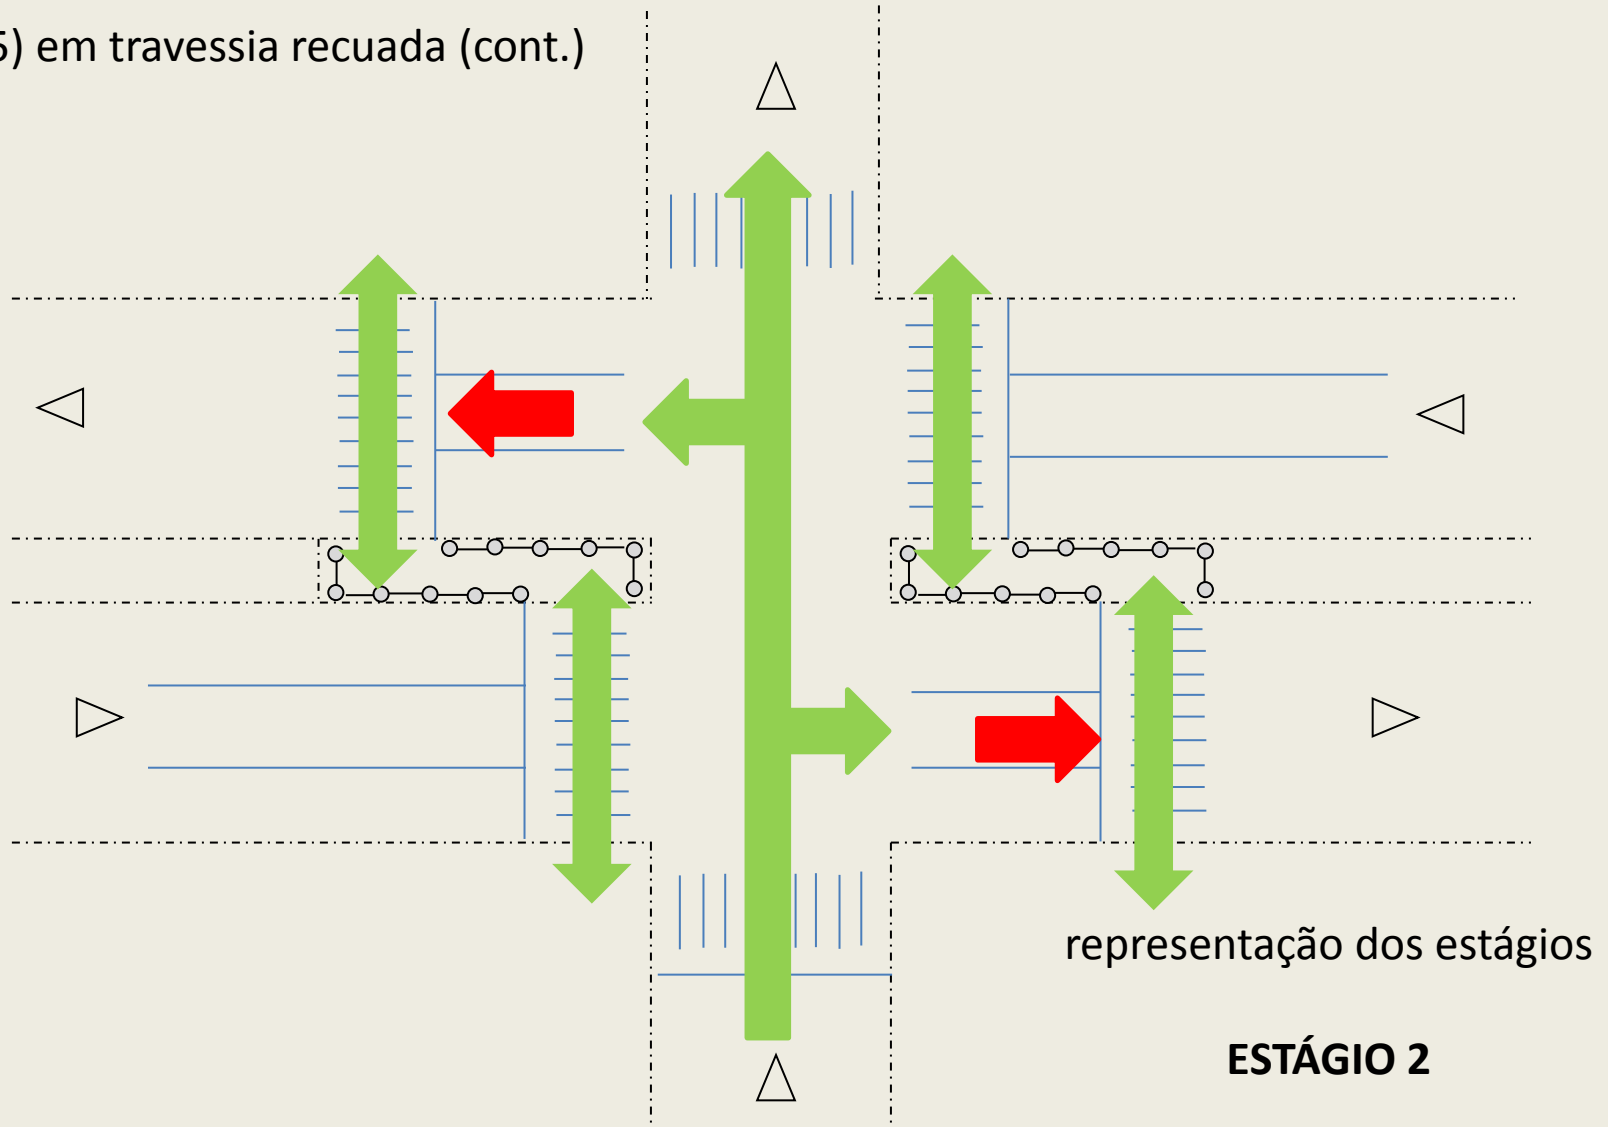 5) em travessia recuada (cont.)
representação dos estágios
ESTÁGIO 2